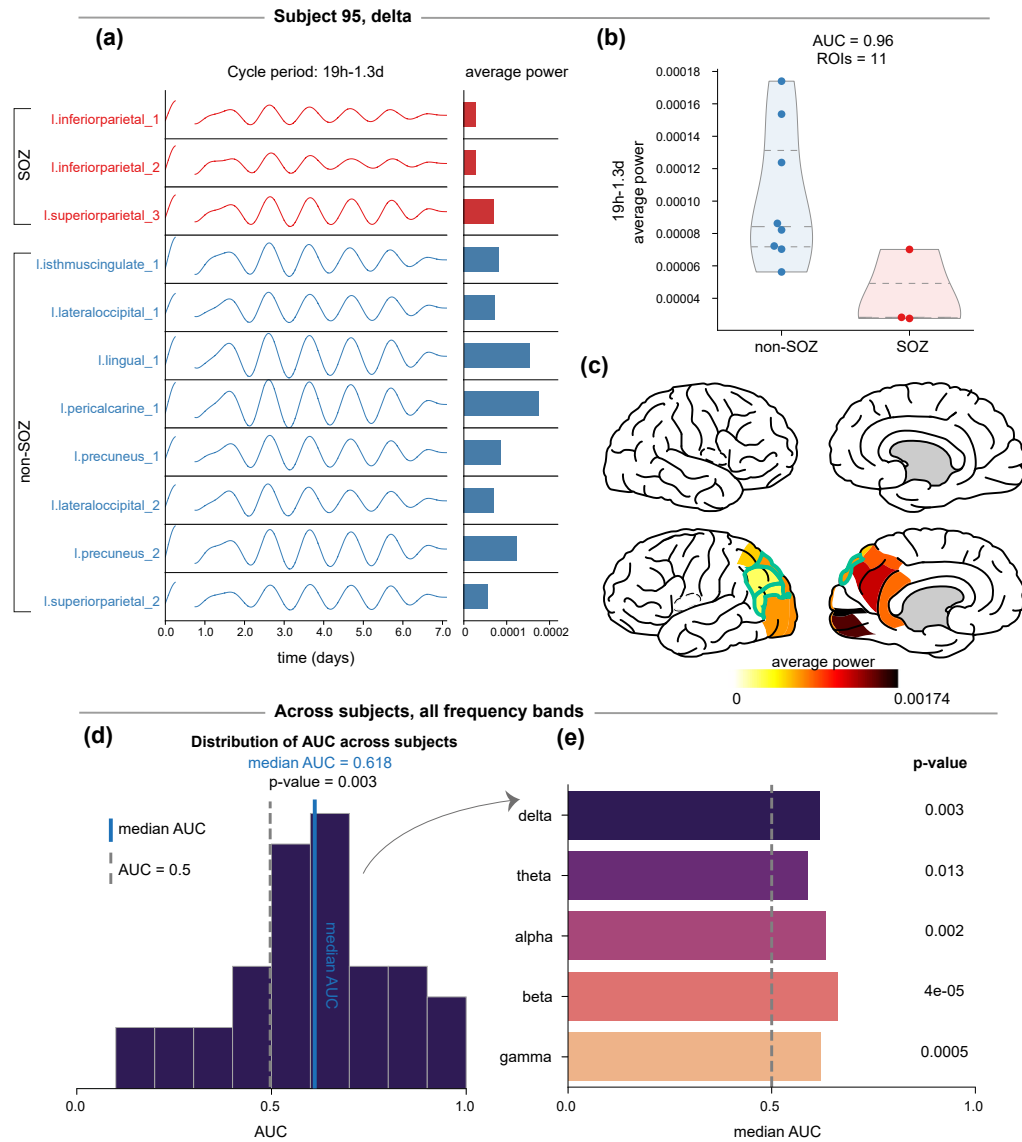 Subject 95, delta
(a)
Cycle period: 19h-1.3d
average power
SOZ
l.inferiorparietal_1
l.inferiorparietal_2
l.superiorparietal_3
non-SOZ
l.isthmuscingulate_1
l.lateraloccipital_1
l.lingual_1
l.pericalcarine_1
l.precuneus_1
l.lateraloccipital_2
l.precuneus_2
l.superiorparietal_2
0.0 1.0 2.0 3.0 4.0 5.0 6.0 7.0
time (days)
0 0.0001 0.0002
(b)
AUC = 0.96
ROIs = 11
19h-1.3d
average power
0.00018
0.00016
0.00014
0.00012
0.00010
0.00008
0.00006
0.00004
non-SOZ SOZ
(c)
average power
0 0.00174
Across subjects, all frequency bands
(d)
Distribution of AUC across subjects
median AUC = 0.618
p-value = 0.003
median AUC
AUC = 0.5
median AUC
0.0 0.5 1.0
AUC
(e)
p-value
delta 0.003
theta 0.013
alpha 0.002
beta 4e-05
gamma 0.0005
0.0 0.5 1.0
median AUC